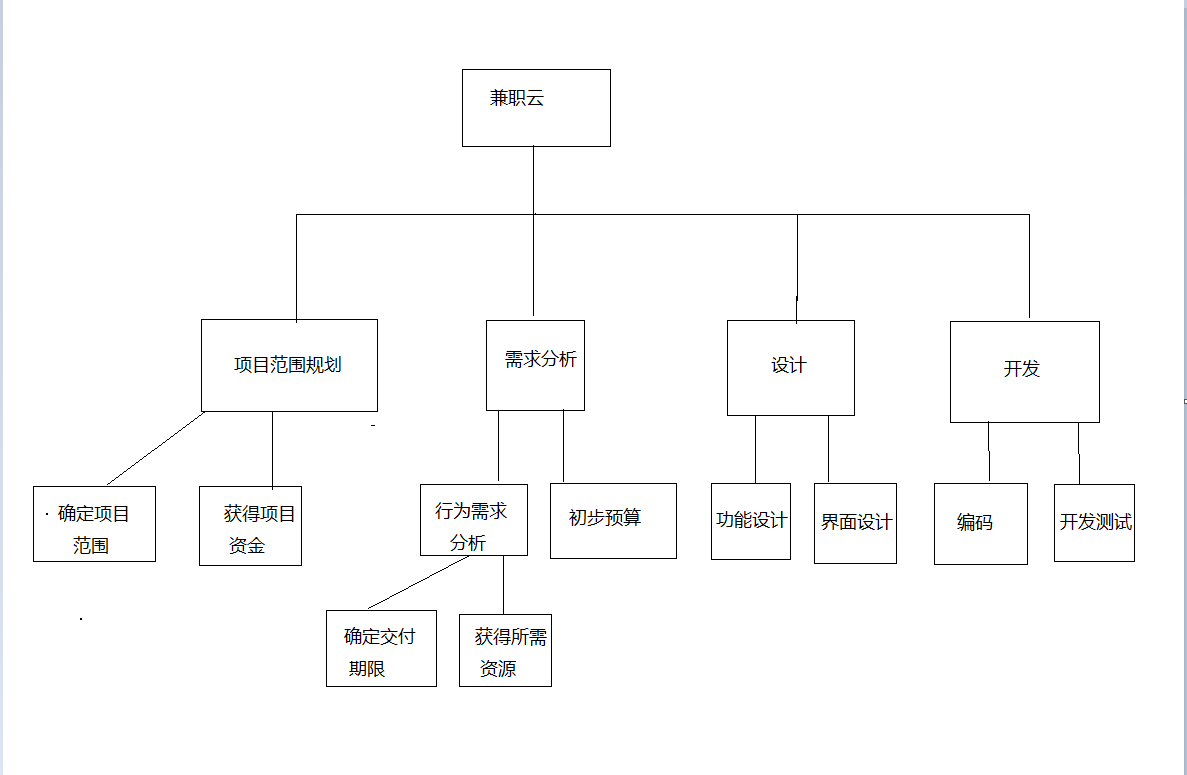 兼职云
项目范围规划
需求分析
设计
开发
确定项目
范围
获得项目
资金
行为需求
分析
初步预算
功能设计
界面设计
编码
开发测试
确定交付
期限
获得所需
资源